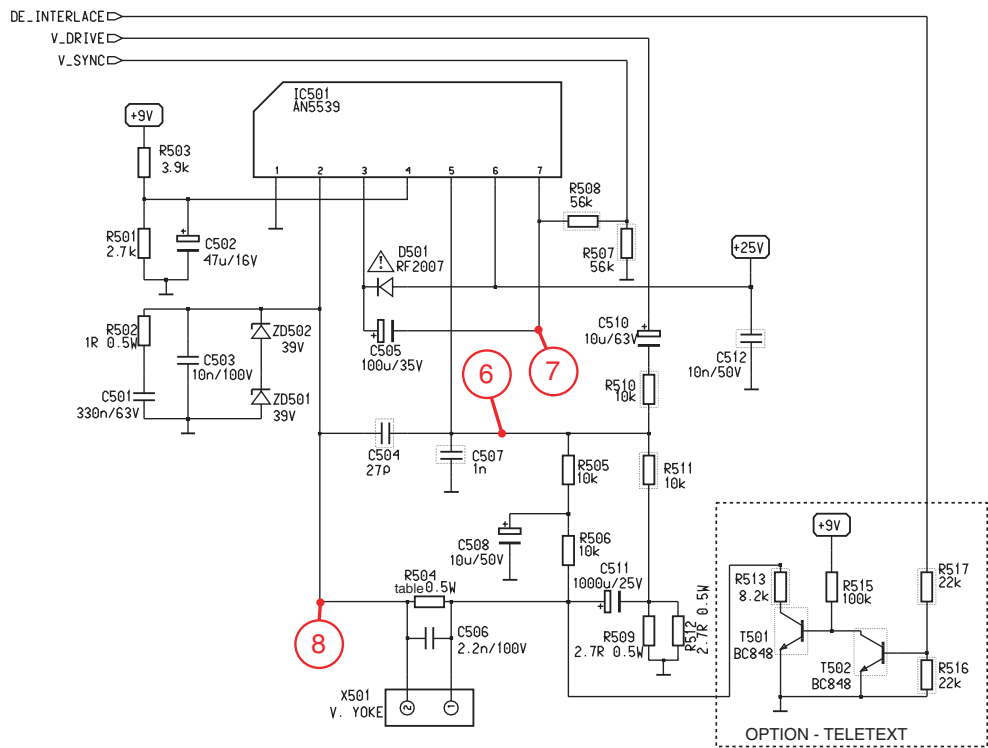 DE_INTERLACE
V_DRIVE
V_SYNC
IC501
AN5539
+9V
R503
3.9k
1 2 3 4 5 6 7
R508
56k
R501
2.7k
C502
47u/16V
D501
RF2007
R507
56k
+25V
R502
1R 0.5W
ZD502
39V
C503
10n/100V
C505
100u/35V
C510
10u/63V
C512
10n/50V
6
7
R510
10k
C501
330n/63V
ZD501
39V
C504
27p
C507
1n
R505
10k
R511
10k
C508
10u/50V
R506
10k
+9V
R504
table0.5W
C511
1000u/25V
R513
8.2k
R515
100k
R517
22k
8
C506
2.2n/100V
R509
2.7R 0.5W
R512
2.7R 0.5W
T501
BC848
T502
BC848
R516
22k
X501
V. YOKE
2 1
OPTION - TELETEXT